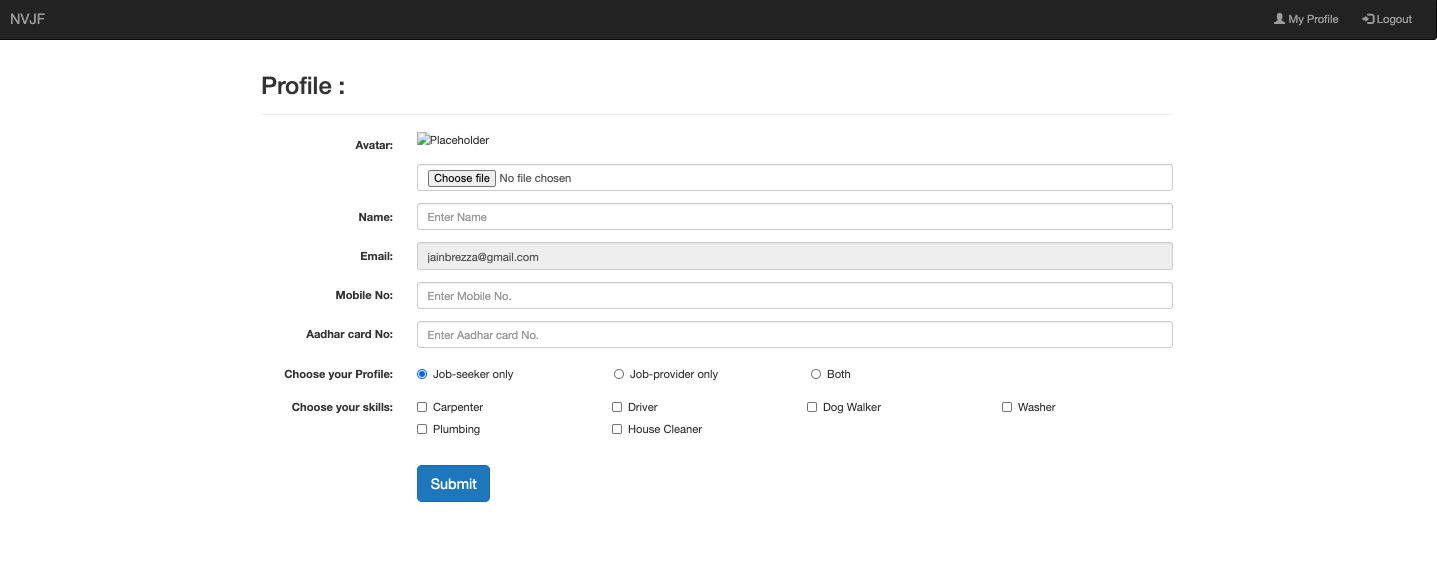 NVJF My Profile Logout
Profile :
Avatar: Placeholder
Choose file No file chosen
Name: Enter Name
Email: jainbrezza@gmail.com
Mobile No: Enter Mobile No.
Aadhar card No: Enter Aadhar card No.
Choose your Profile: Job-seeker only Job-provider only Both
Choose your skills: Carpenter Driver Dog Walker Washer
Plumbing House Cleaner
Submit